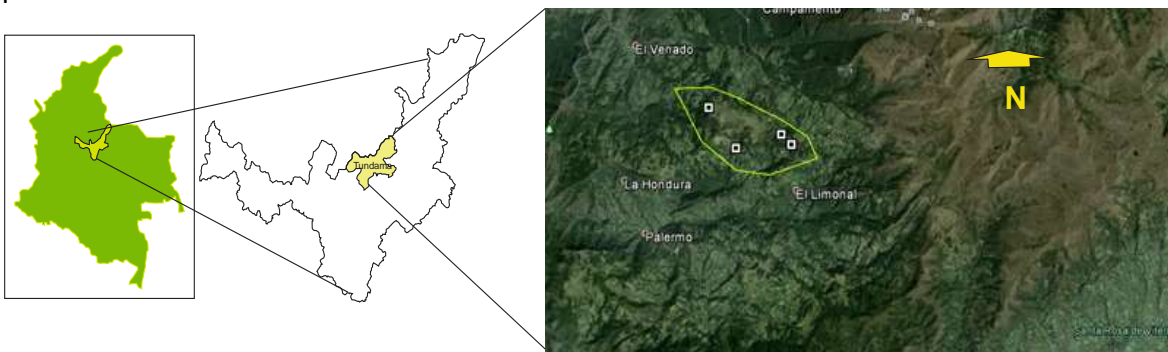 Tundama
Campamento
El Venado
N
La Hondura
El Limonal
Palermo